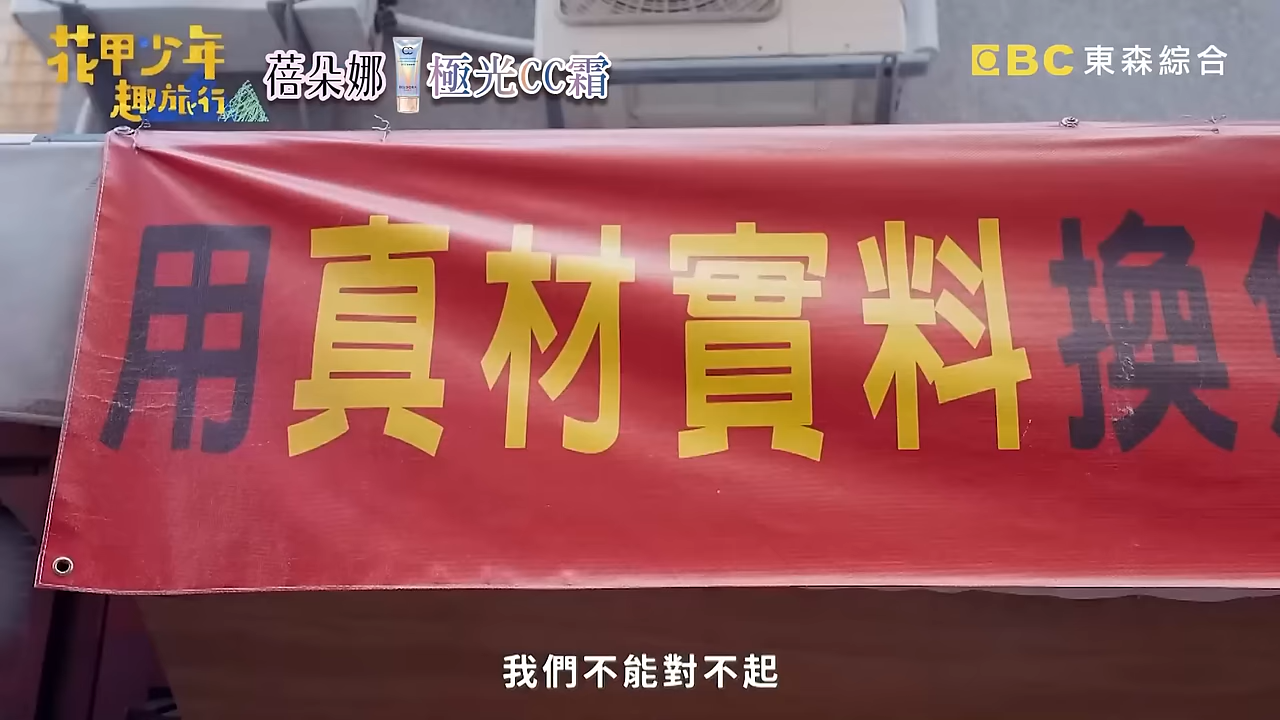 花甲少年
趣旅行
蓓朵娜 極光CC霜
EBC 東森綜合
用真材實料換
我們不能對不起